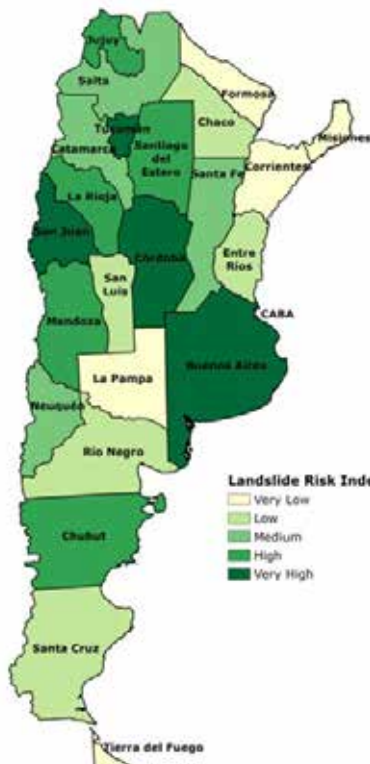 Jujuy
Salta
Formosa
Chaco
Tucumán
Misiones
Catamarca
Santiago
del
Estero
Corrientes
Santa Fe
La Rioja
San Juan
Córdoba
Entre
Ríos
San
Luis
CABA
Mendoza
Buenos Aires
La Pampa
Neuquén
Río Negro
Landslide Risk Inde
Very Low
Low
Medium
High
Very High
Chubut
Santa Cruz
Tierra del Fuego